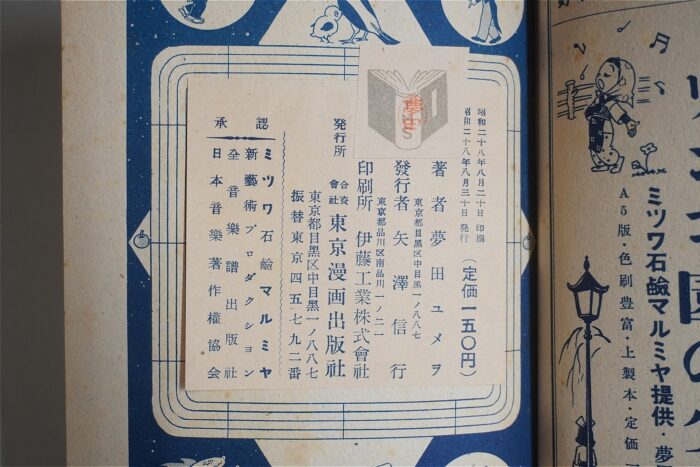 昭和二十八年八月二十日 印刷
昭和二十八年八月三十日 発行
（定価一五〇円）
著者 夢田ユメヲ
東京都目黒区中目黒一ノ八八七
發行者 矢澤信行
東京都品川区南品川一ノ二一
印刷所 伊藤工業株式會社
発行所 合資會社 東京漫画出版社
東京都目黒区中目黒一ノ八八七
振替東京四五七九二番
承認
ミツワ石鹸マルミヤ
新藝術プロダクション
全音樂譜出版社
日本音樂著作權協会
ミツワ石鹸マルミヤ提供・夢
A5版・色刷豊富・上製本・定価